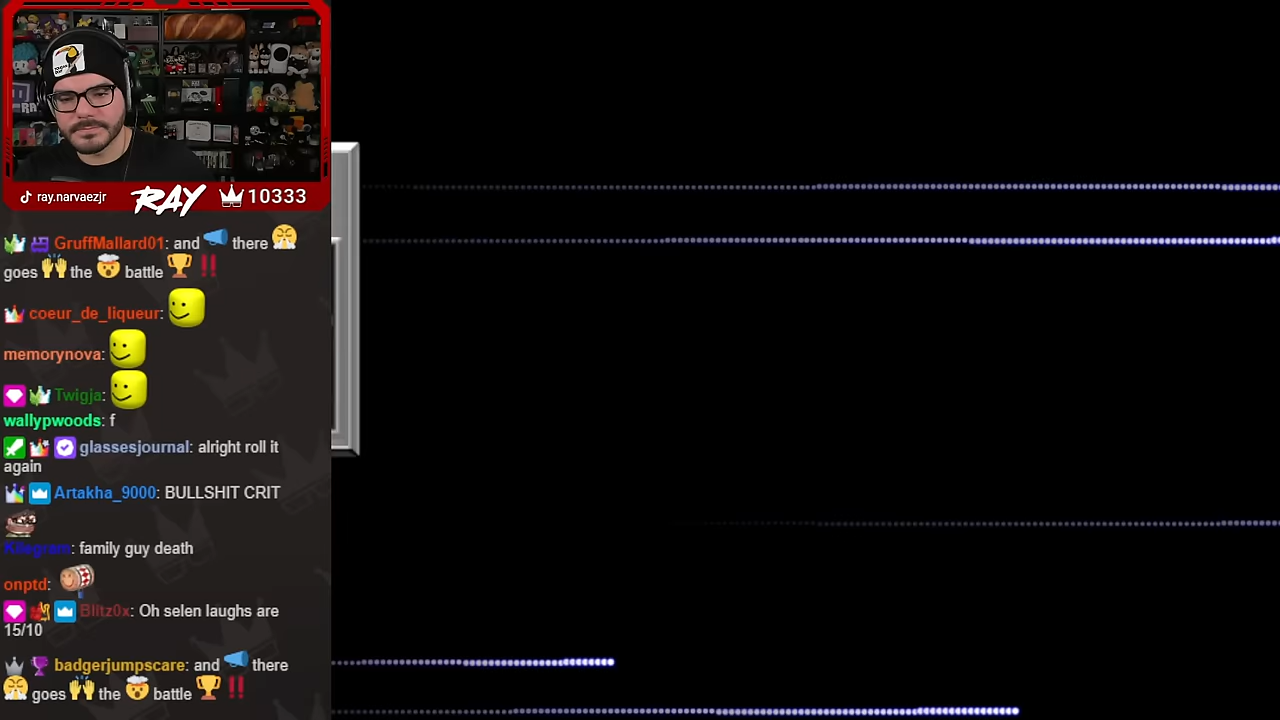 ray.narvaezjr RAY 10333
GruffMallard01: and there
goes the battle
coeur_de_liqueur:
memorynova:
Twigja:
wallypwoods: f
glassesjournal: alright roll it
again
Artakha_9000: BULLSHIT CRIT
Kilegram: family guy death
onptd:
Blitz0x: Oh selen laughs are
15/10
badgerjumpscare: and there
goes the battle